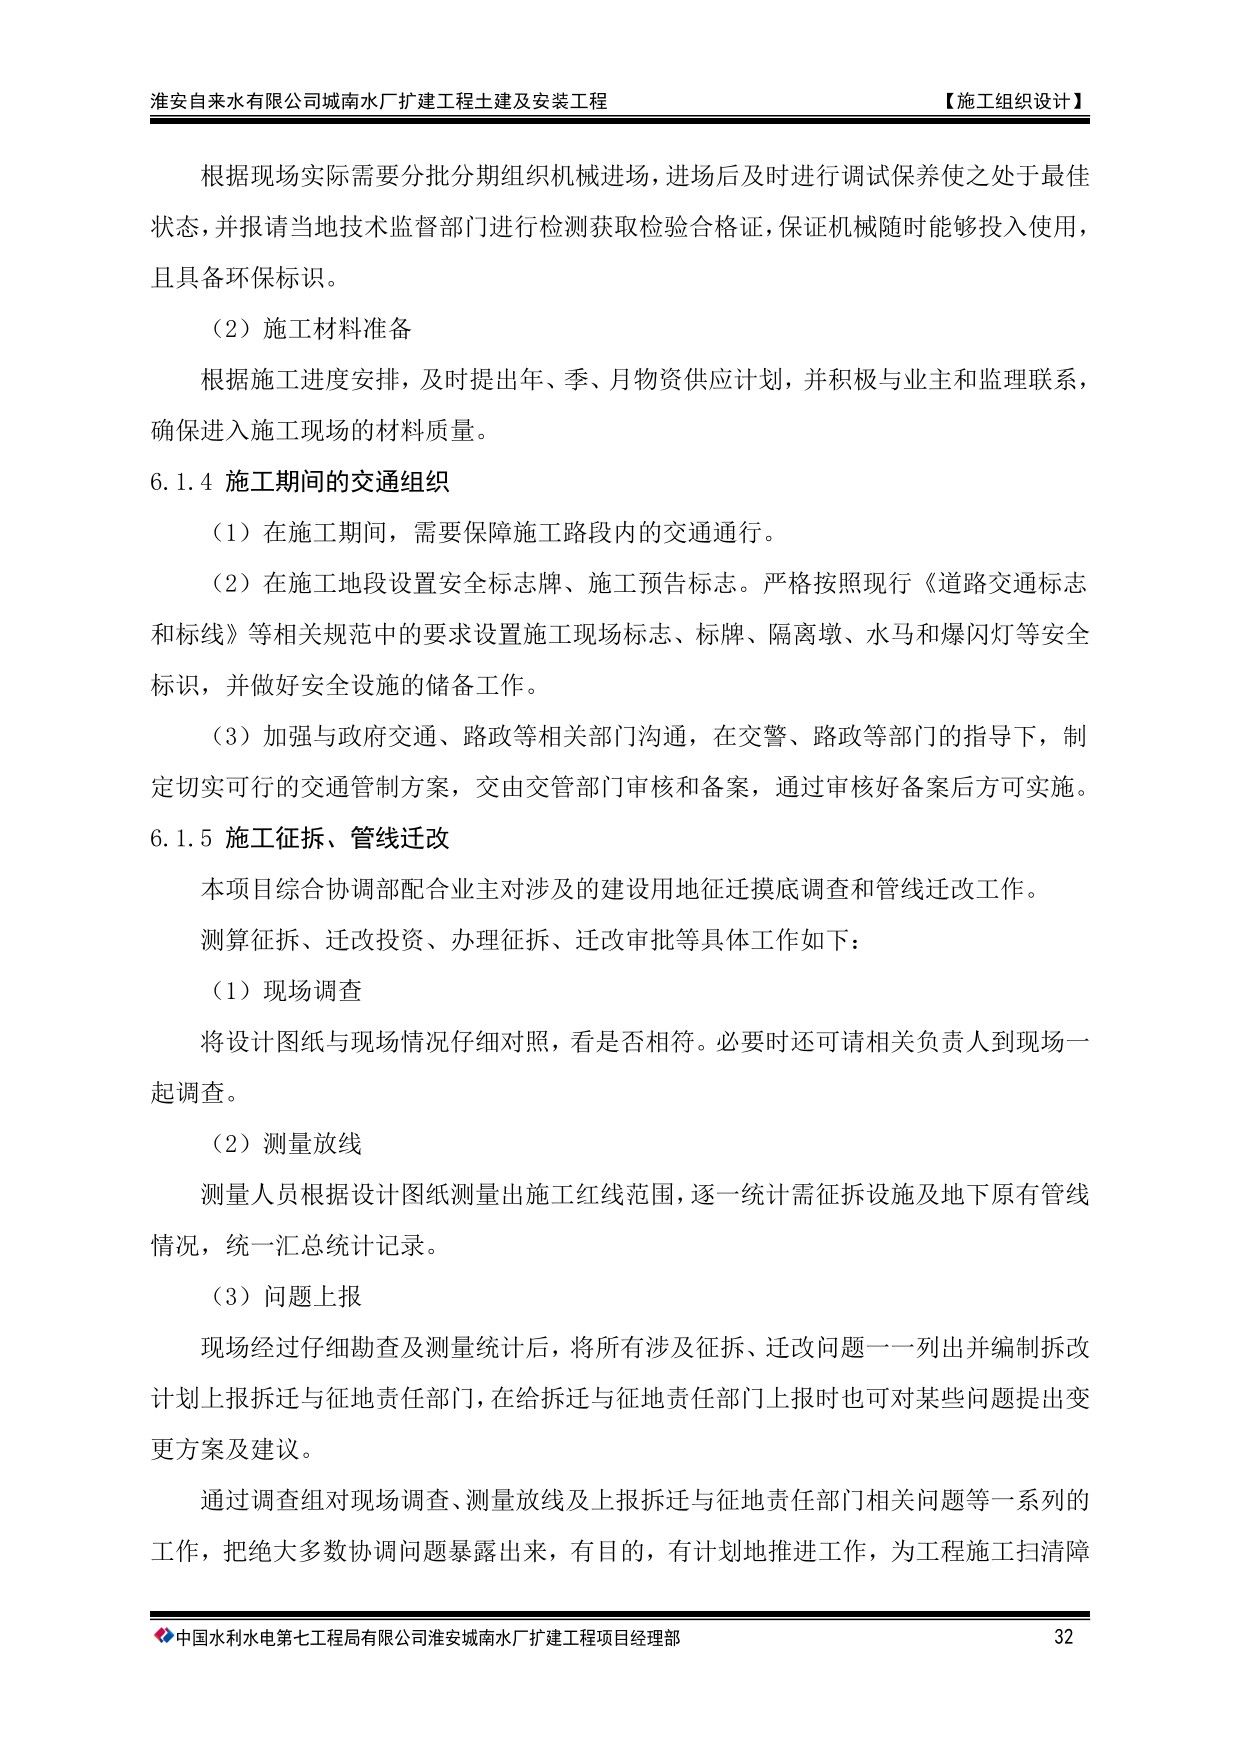 淮安自来水有限公司城南水厂扩建工程土建及安装工程 【施工组织设计】
根据现场实际需要分批分期组织机械进场，进场后及时进行调试保养使之处于最佳
状态，并报请当地技术监督部门进行检测获取检验合格证，保证机械随时能够投入使用，
且具备环保标识。
（2）施工材料准备
根据施工进度安排，及时提出年、季、月物资供应计划，并积极与业主和监理联系，
确保进入施工现场的材料质量。
6.1.4 施工期间的交通组织
（1）在施工期间，需要保障施工路段内的交通通行。
（2）在施工地段设置安全标志牌、施工预告标志。严格按照现行《道路交通标志
和标线》等相关规范中的要求设置施工现场标志、标牌、隔离墩、水马和爆闪灯等安全
标识，并做好安全设施的储备工作。
（3）加强与政府交通、路政等相关部门沟通，在交警、路政等部门的指导下，制
定切实可行的交通管制方案，交由交管部门审核和备案，通过审核好备案后方可实施。
6.1.5 施工征拆、管线迁改
本项目综合协调部配合业主对涉及的建设用地征迁摸底调查和管线迁改工作。
测算征拆、迁改投资、办理征拆、迁改审批等具体工作如下：
（1）现场调查
将设计图纸与现场情况仔细对照，看是否相符。必要时还可请相关负责人到现场一
起调查。
（2）测量放线
测量人员根据设计图纸测量出施工红线范围，逐一统计需征拆设施及地下原有管线
情况，统一汇总统计记录。
（3）问题上报
现场经过仔细勘查及测量统计后，将所有涉及征拆、迁改问题一一列出并编制拆改
计划上报拆迁与征地责任部门，在给拆迁与征地责任部门上报时也可对某些问题提出变
更方案及建议。
通过调查组对现场调查、测量放线及上报拆迁与征地责任部门相关问题等一系列的
工作，把绝大多数协调问题暴露出来，有目的，有计划地推进工作，为工程施工扫清障
中国水利水电第七工程局有限公司淮安城南水厂扩建工程项目经理部 32